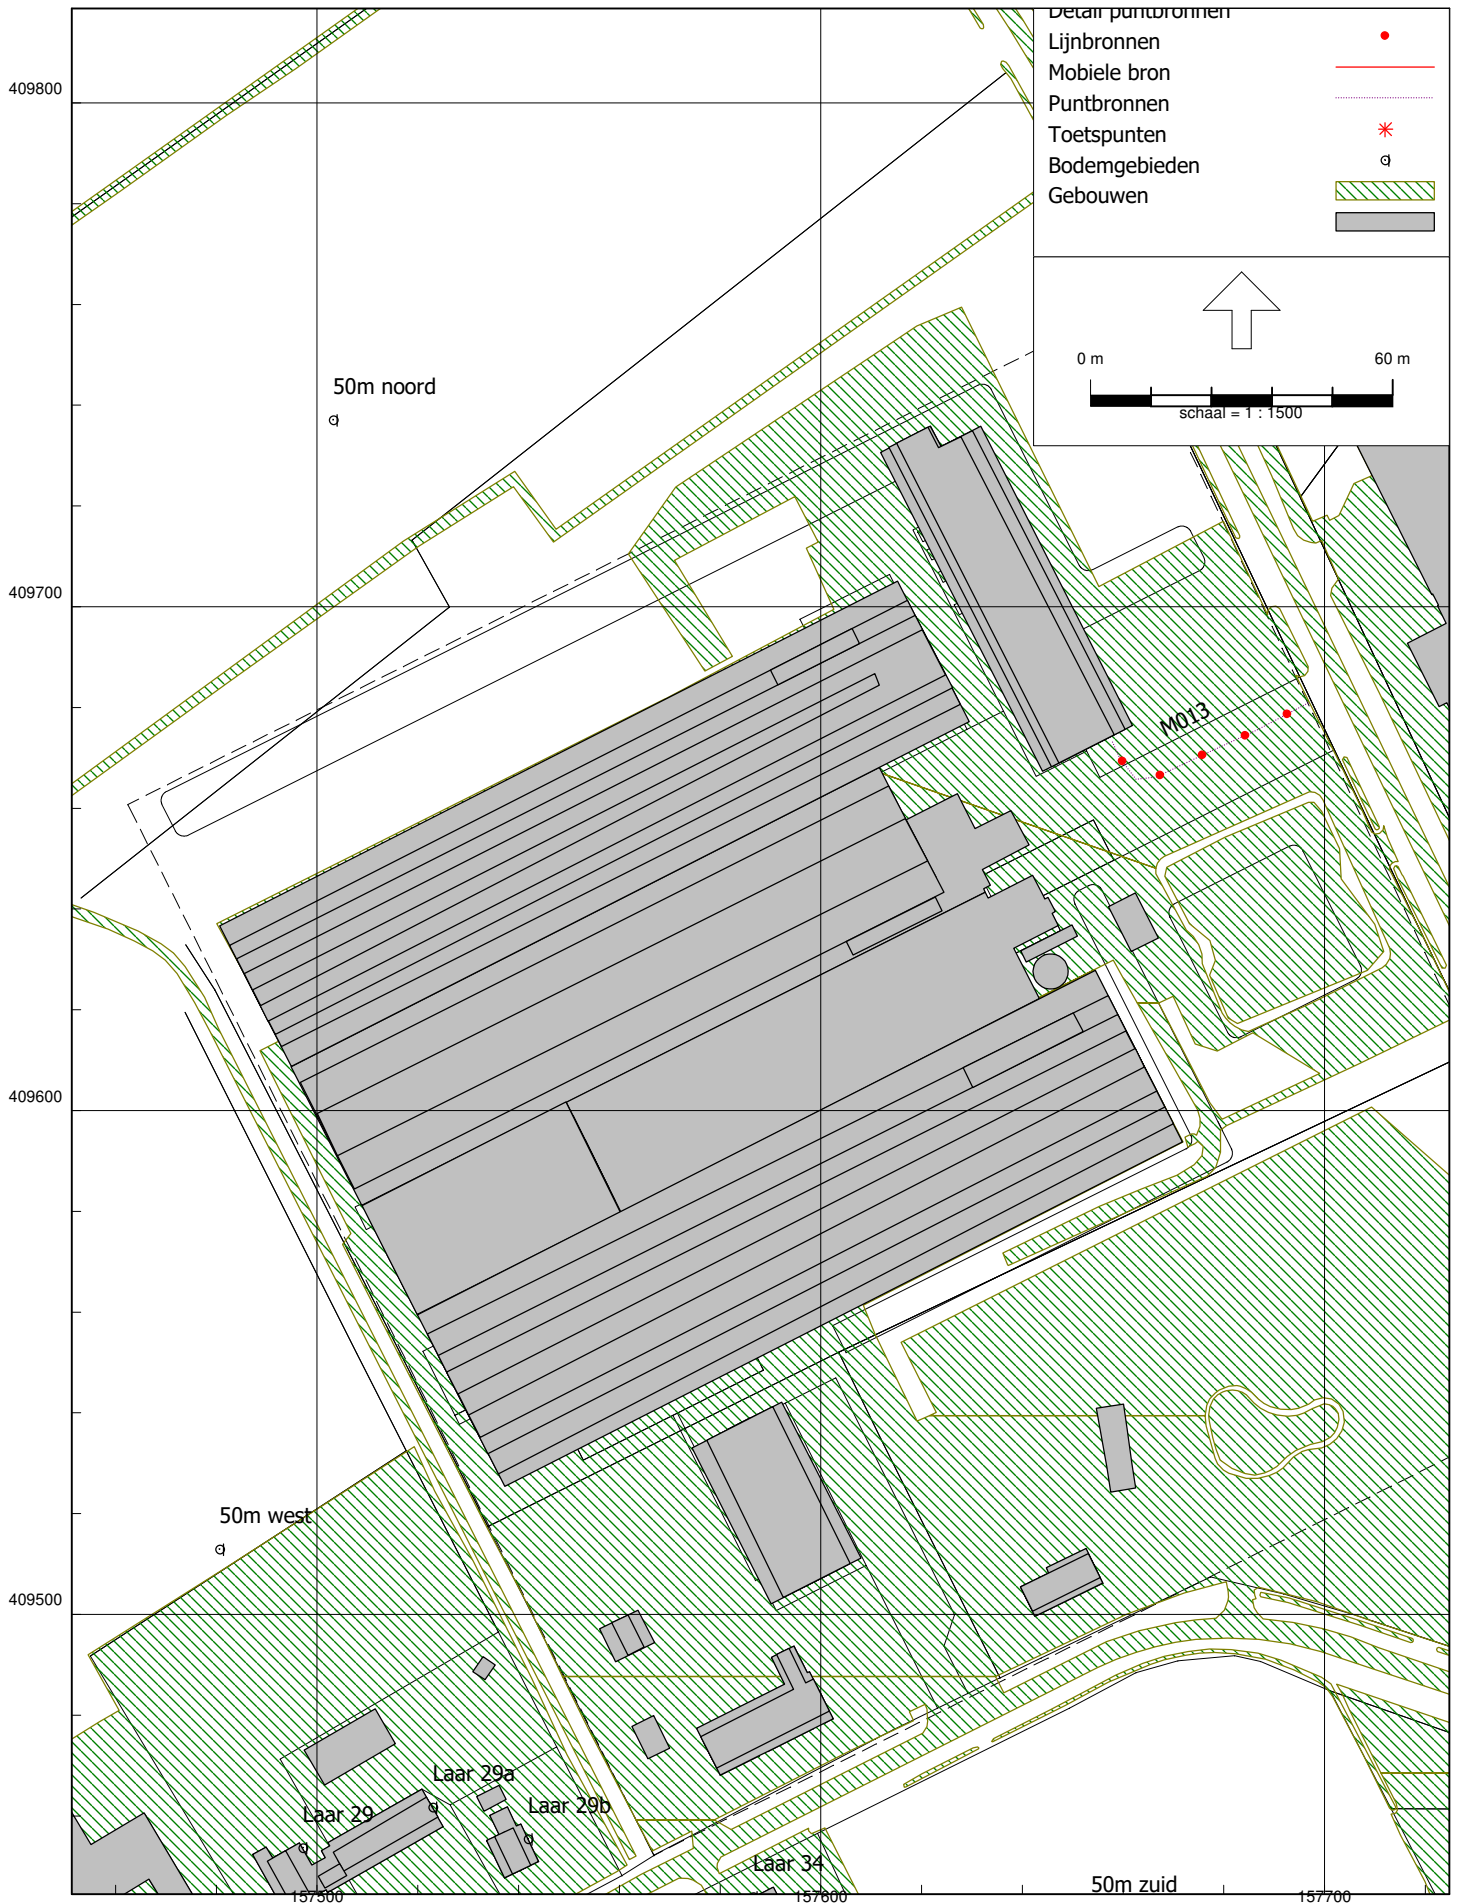 Detail puntbronnen
Lijnbronnen
Mobiele bron
Puntbronnen
Toetspunten
Bodemgebieden
Gebouwen
0 m 60 m
schaal = 1 : 1500
409800
50m noord
409700
M013
409600
50m west
409500
Laar 29a
Laar 29b
Laar 29
Laar 34
50m zuid
157500 157600 157700